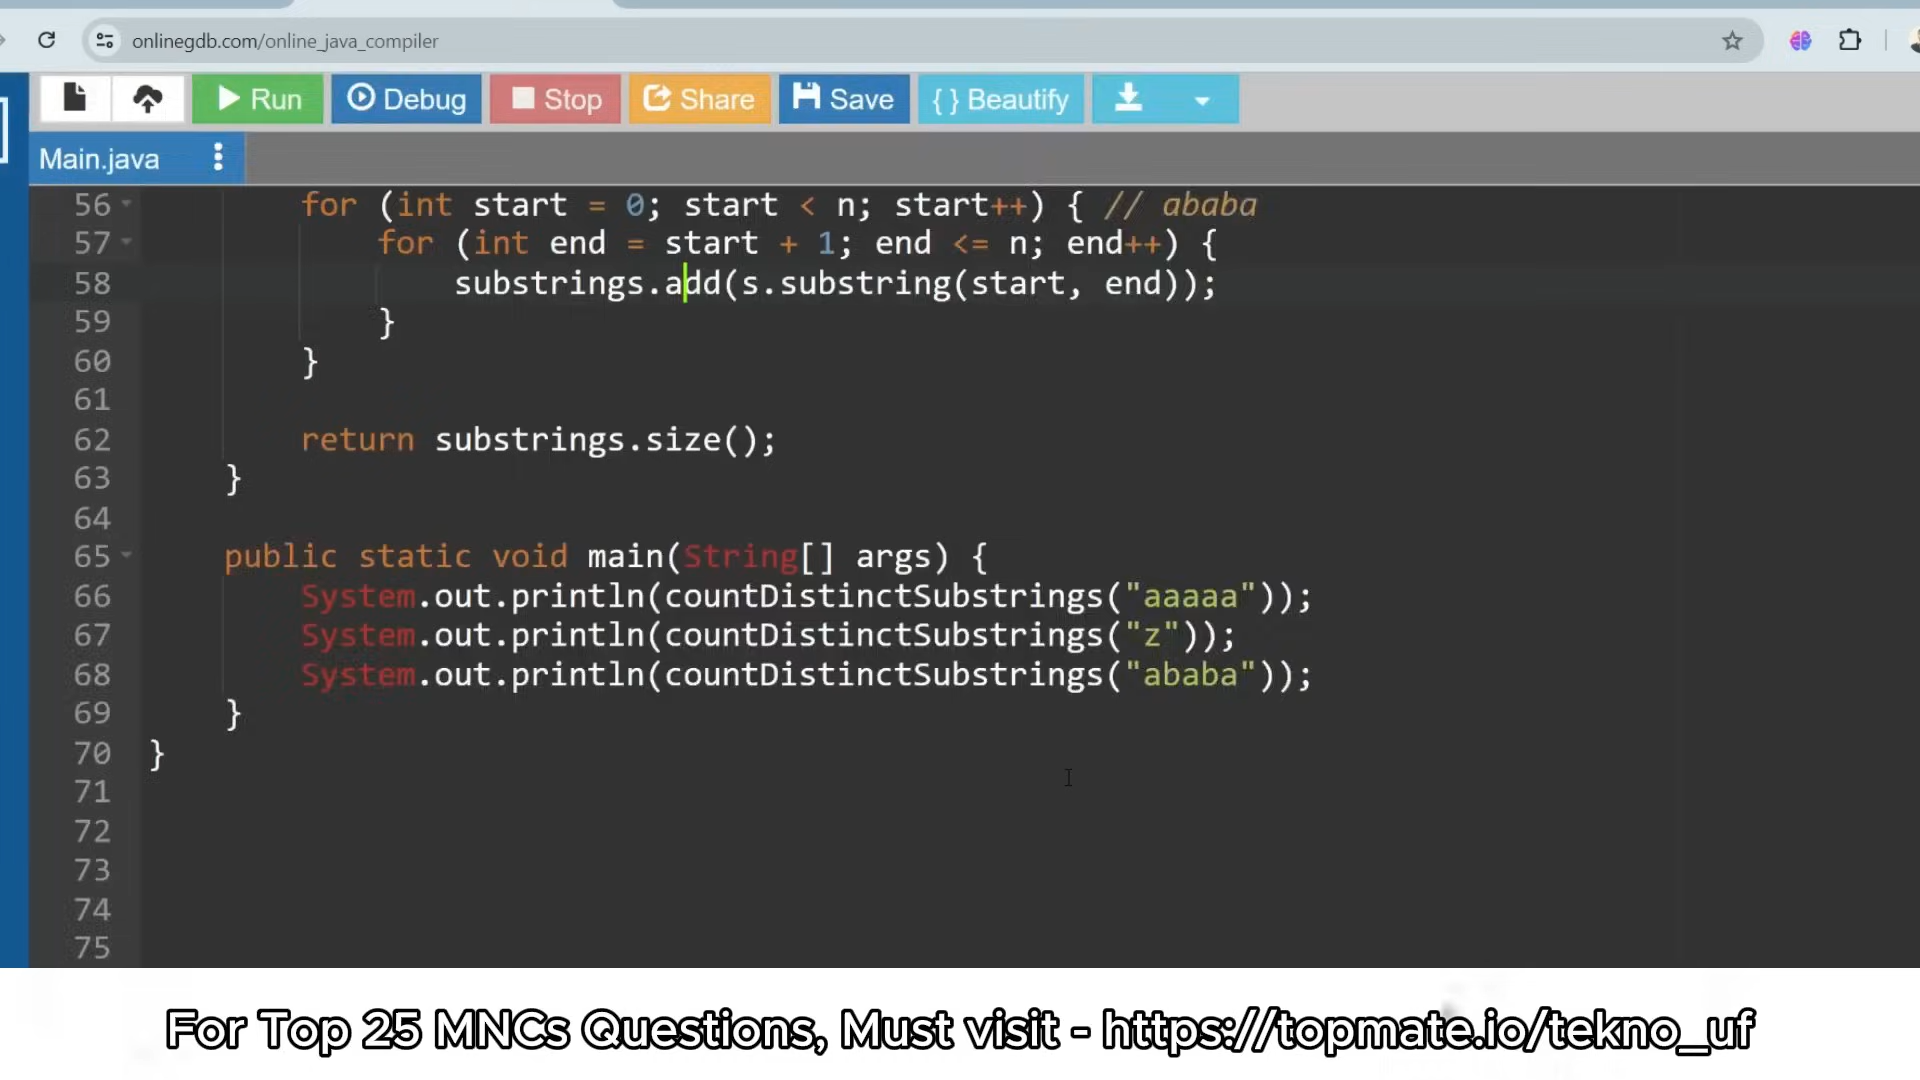 onlinegdb.com/online_java_compiler
Run Debug Stop Share Save { } Beautify
Main.java
56 for (int start = 0; start < n; start++) { // ababa
57 for (int end = start + 1; end <= n; end++) {
58 substrings.add(s.substring(start, end));
59 }
60 }
61
62 return substrings.size();
63 }
64
65 public static void main(String[] args) {
66 System.out.println(countDistinctSubstrings("aaaaa"));
67 System.out.println(countDistinctSubstrings("z"));
68 System.out.println(countDistinctSubstrings("ababa"));
69 }
70 }
71
72
73
74
75
For Top 25 MNCs Questions, Must visit - https://topmate.io/tekno_uf